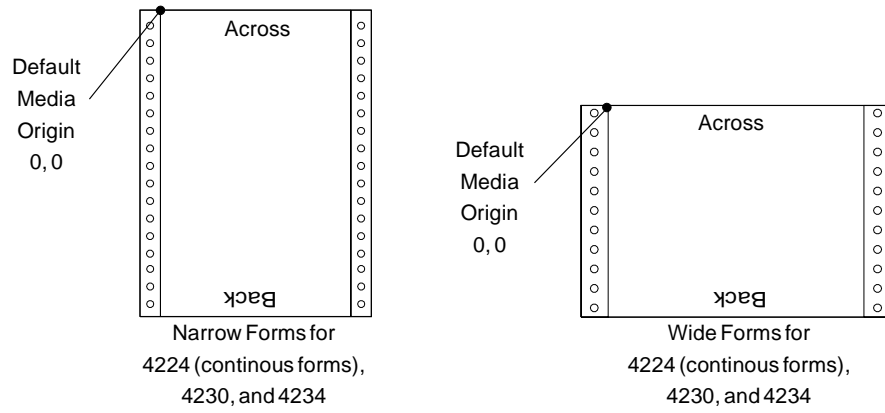 Across
Default
Media
Origin
0, 0
Back
Narrow Forms for
4224 (continous forms),
4230, and 4234
Across
Default
Media
Origin
0, 0
Back
Wide Forms for
4224 (continous forms),
4230, and 4234